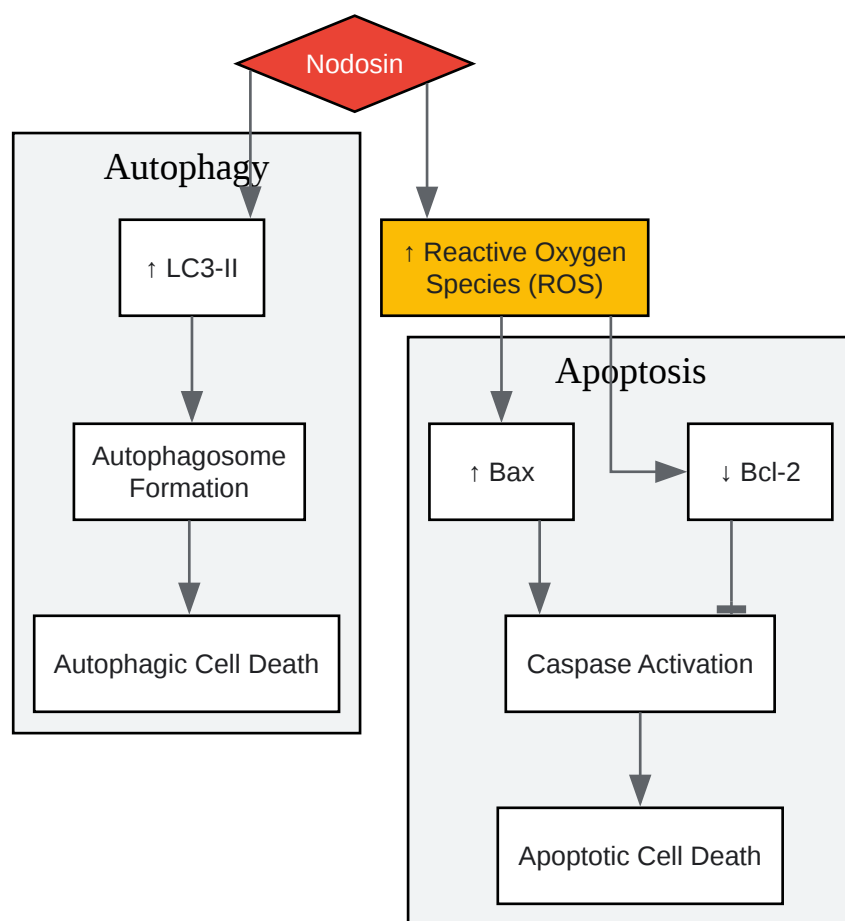 Nodosin
Autophagy
↑ LC3-II
Autophagosome
Formation
Autophagic Cell Death
↑ Reactive Oxygen
Species (ROS)
Apoptosis
↑ Bax
↓ Bcl-2
Caspase Activation
Apoptotic Cell Death